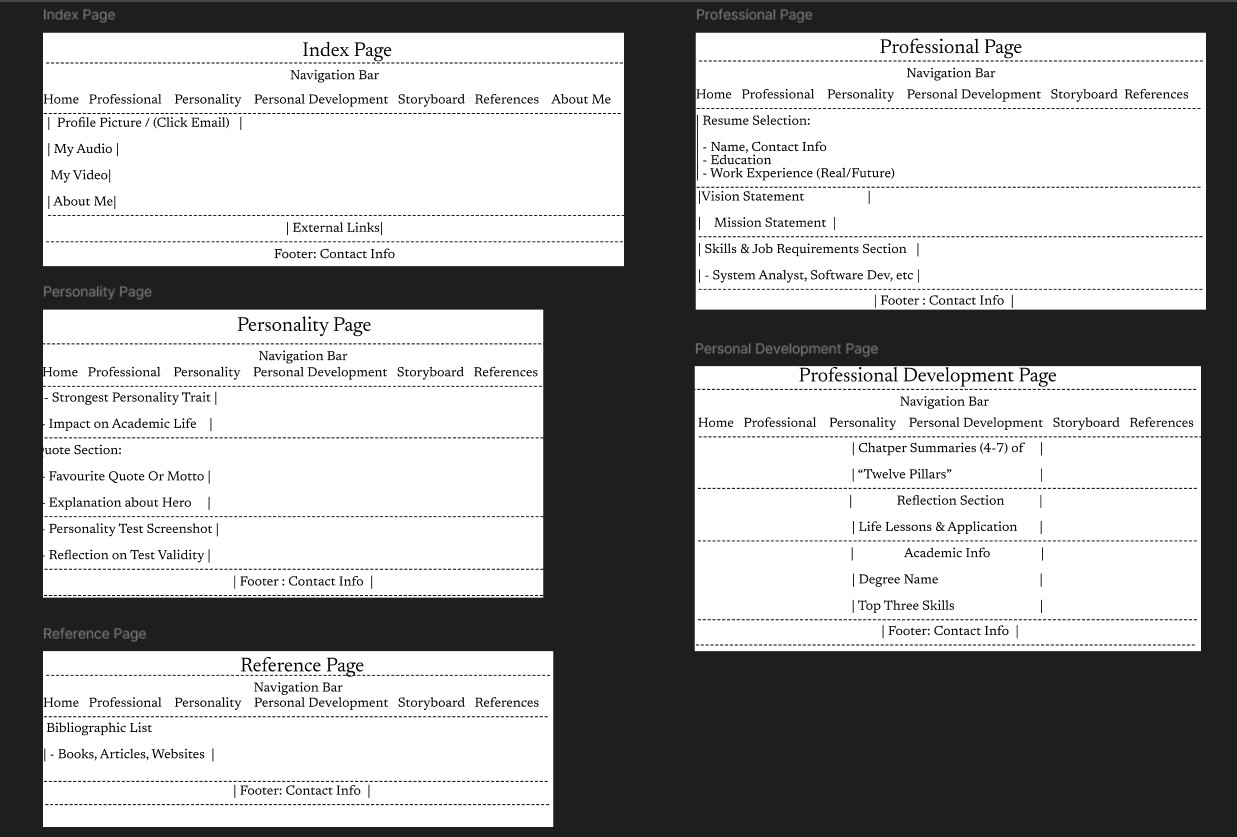 Index Page
Index Page
Navigation Bar
Home Professional Personality Personal Development Storyboard References About Me
| Profile Picture / (Click Email) |
| My Audio |
My Video|
| About Me|
| External Links|
Footer: Contact Info
Personality Page
Personality Page
Navigation Bar
Home Professional Personality Personal Development Storyboard References
- Strongest Personality Trait |
- Impact on Academic Life |
uote Section:
- Favourite Quote Or Motto |
- Explanation about Hero |
- Personality Test Screenshot |
- Reflection on Test Validity |
| Footer : Contact Info |
Reference Page
Reference Page
Navigation Bar
Home Professional Personality Personal Development Storyboard References
Bibliographic List
| - Books, Articles, Websites |
| Footer: Contact Info |
Professional Page
Professional Page
Navigation Bar
Home Professional Personality Personal Development Storyboard References
| Resume Selection:
- Name, Contact Info
- Education
- Work Experience (Real/Future)
|Vision Statement |
| Mission Statement |
| Skills & Job Requirements Section |
| - System Analyst, Software Dev, etc |
| Footer : Contact Info |
Personal Development Page
Professional Development Page
Navigation Bar
Home Professional Personality Personal Development Storyboard References
| Chatper Summaries (4-7) of |
| “Twelve Pillars” |
| Reflection Section |
| Life Lessons & Application |
| Academic Info |
| Degree Name |
| Top Three Skills |
| Footer: Contact Info |